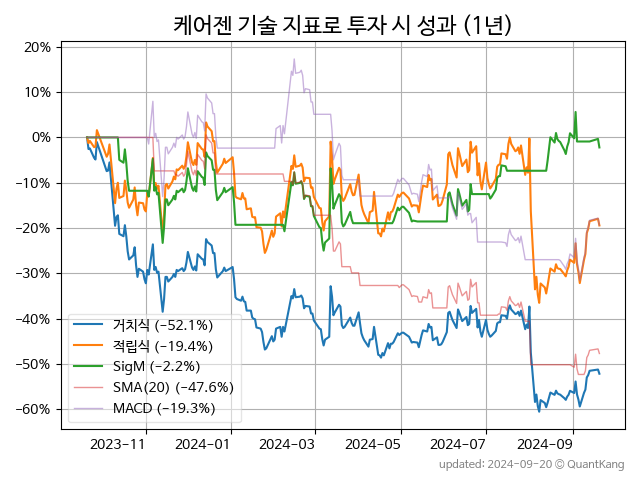 케어젠 기술 지표로 투자 시 성과 (1년)
20%
10%
0%
−10%
−20%
−30%
−40%
−50%
−60%
거치식 (−52.1%)
적립식 (−19.4%)
SigM (−2.2%)
SMA(20) (−47.6%)
MACD (−19.3%)
2023−11
2024−01
2024−03
2024−05
2024−07
2024−09
updated: 2024-09-20 © QuantKang